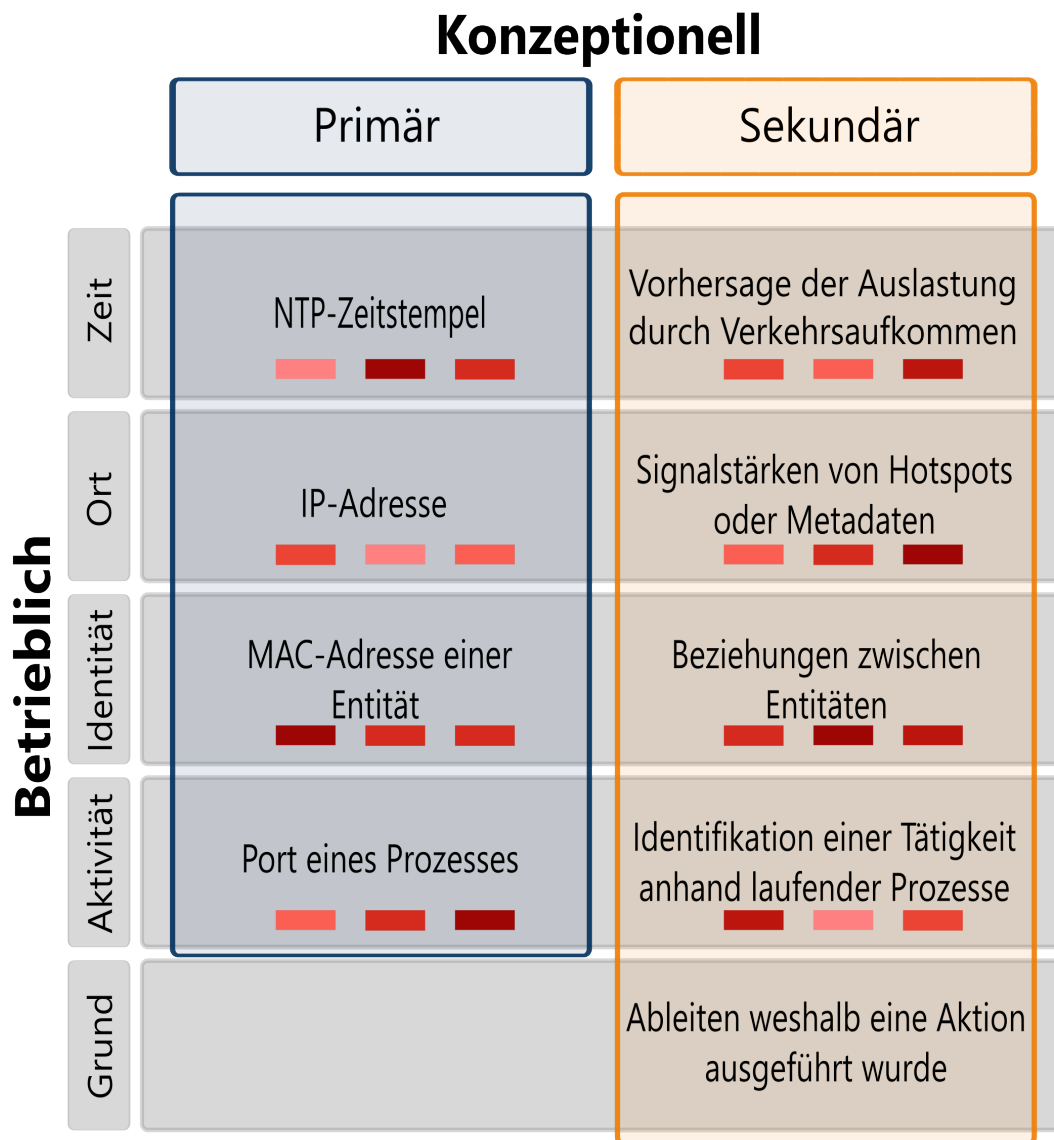 Konzeptionell
Primär
Sekundär
Betrieblich
Zeit
NTP-Zeitstempel
Vorhersage der Auslastung
durch Verkehrsaufkommen
Ort
IP-Adresse
Signalstärken von Hotspots
oder Metadaten
Identität
MAC-Adresse einer
Entität
Beziehungen zwischen
Entitäten
Aktivität
Port eines Prozesses
Identifikation einer Tätigkeit
anhand laufender Prozesse
Grund
Ableiten weshalb eine Aktion
ausgeführt wurde